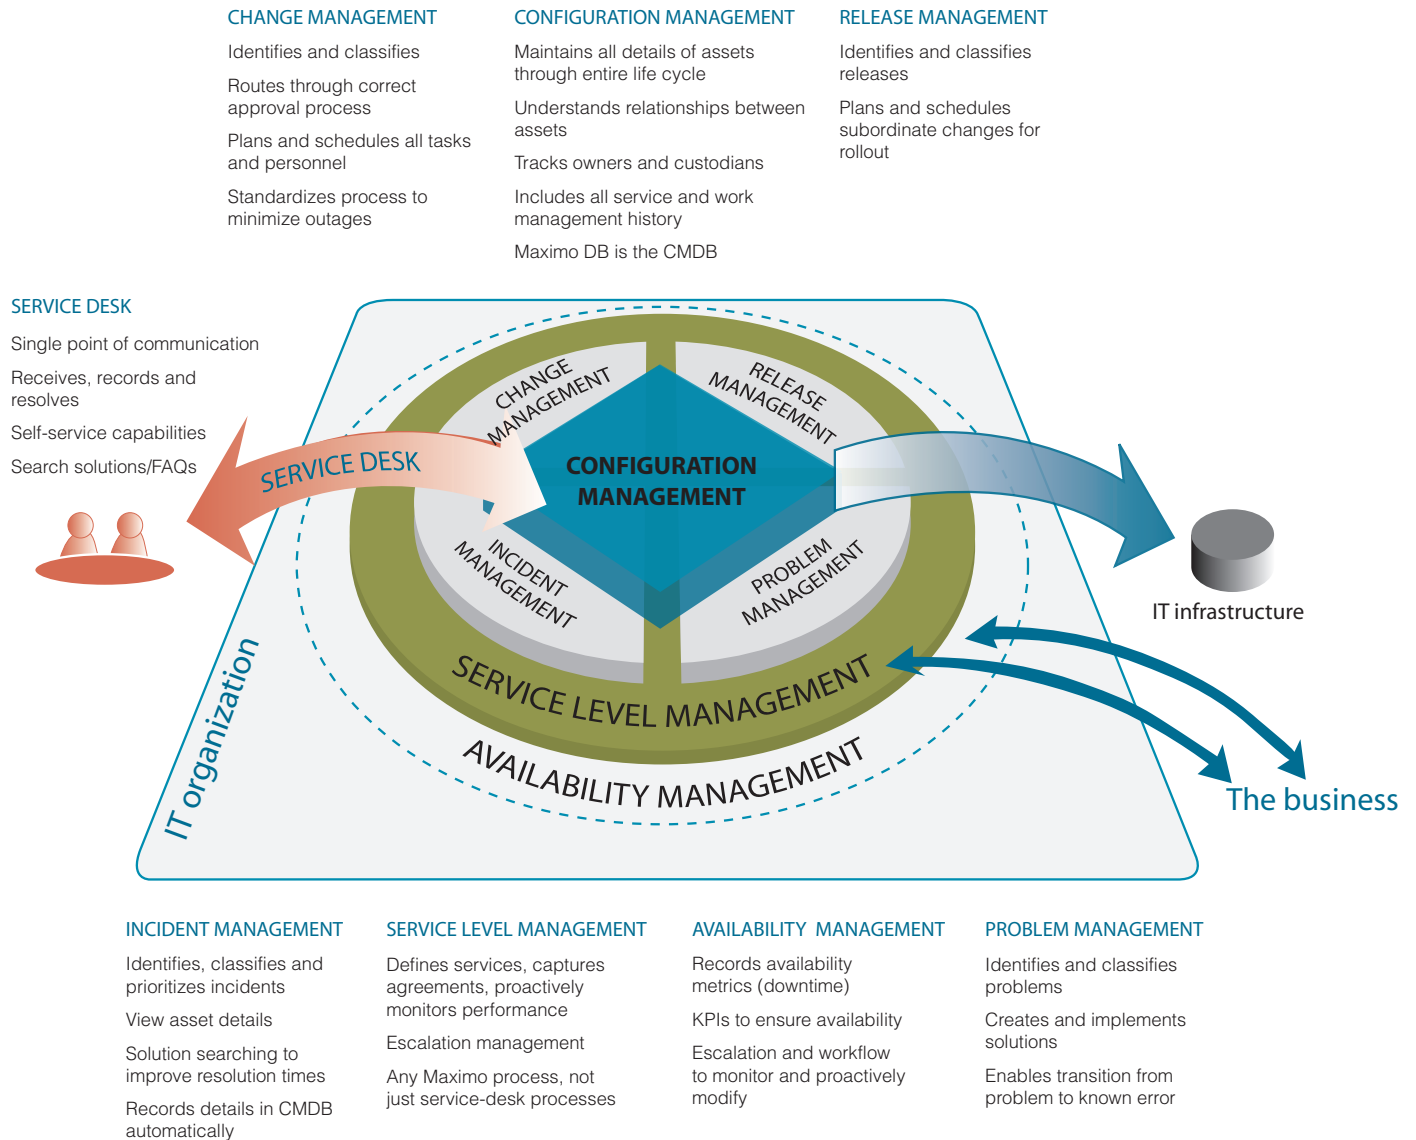 CHANGE MANAGEMENT
Identifies and classifies
Routes through correct
approval process
Plans and schedules all tasks
and personnel
Standardizes process to
minimize outages
CONFIGURATION MANAGEMENT
Maintains all details of assets
through entire life cycle
Understands relationships between
assets
Tracks owners and custodians
Includes all service and work
management history
Maximo DB is the CMDB
RELEASE MANAGEMENT
Identifies and classifies
releases
Plans and schedules
subordinate changes for
rollout
SERVICE DESK
Single point of communication
Receives, records and
resolves
Self-service capabilities
Search solutions/FAQs
SERVICE DESK
CHANGE
MANAGEMENT
RELEASE
MANAGEMENT
CONFIGURATION
MANAGEMENT
INCIDENT
MANAGEMENT
PROBLEM
MANAGEMENT
SERVICE LEVEL MANAGEMENT
AVAILABILITY MANAGEMENT
IT organization
IT infrastructure
The business
INCIDENT MANAGEMENT
Identifies, classifies and
prioritizes incidents
View asset details
Solution searching to
improve resolution times
Records details in CMDB
automatically
SERVICE LEVEL MANAGEMENT
Defines services, captures
agreements, proactively
monitors performance
Escalation management
Any Maximo process, not
just service-desk processes
AVAILABILITY MANAGEMENT
Records availability
metrics (downtime)
KPIs to ensure availability
Escalation and workflow
to monitor and proactively
modify
PROBLEM MANAGEMENT
Identifies and classifies
problems
Creates and implements
solutions
Enables transition from
problem to known error